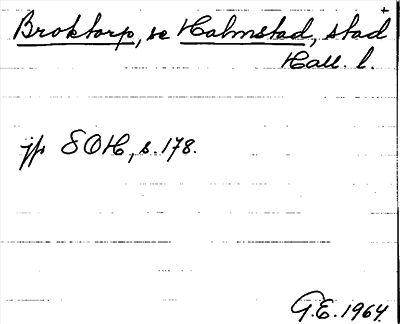 Broktorp, se Halmstad, stad
Hall. l.
jfr SOH, s. 178.
G.E. 1964